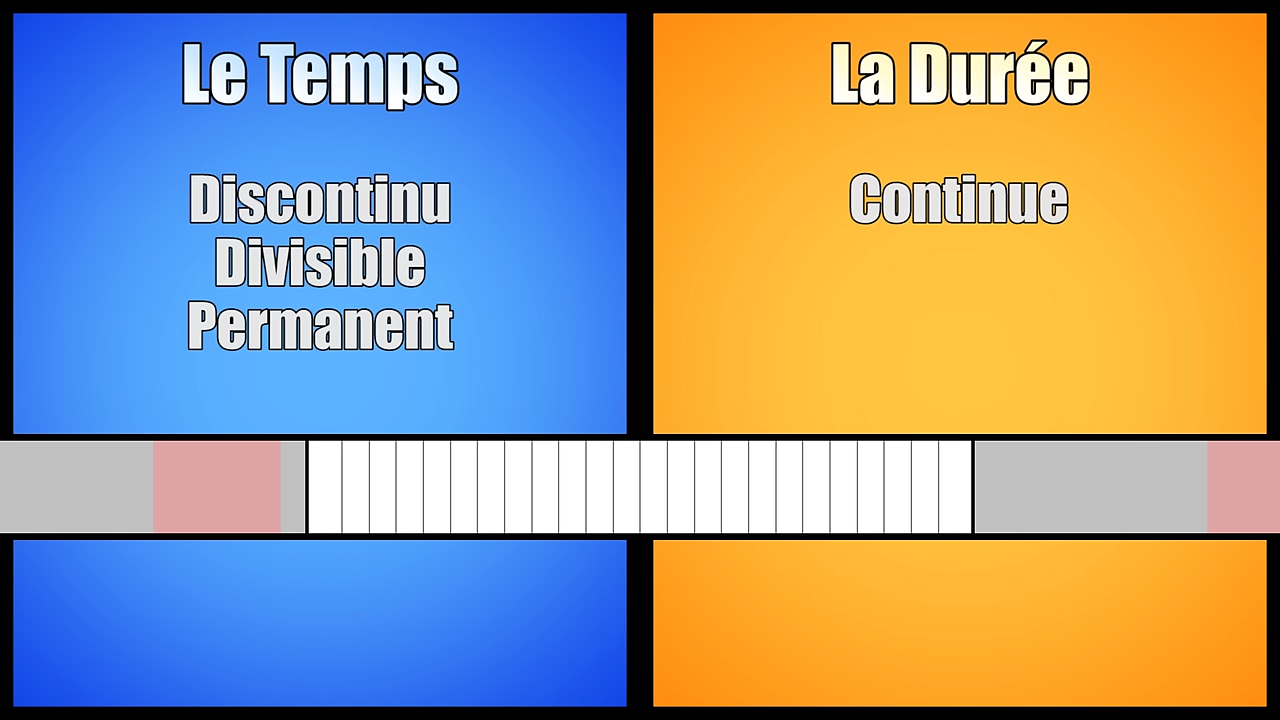 Le Temps
Discontinu
Divisible
Permanent
La Durée
Continue